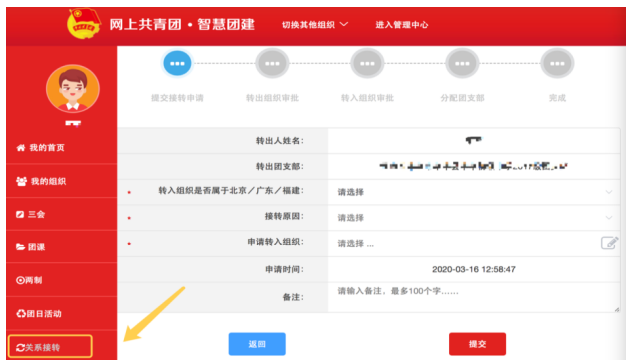 网上共青团·智慧团建 切换其他组织 进入管理中心
提交接转申请 转出组织审批 转入组织审批 分配团支部 完成
我的首页
我的组织
三会
团课
两制
团日活动
关系接转
转出人姓名：
转出团支部：
* 转入组织是否属于北京／广东／福建： 请选择
* 接转原因： 请选择
* 申请转入组织： 请选择 ...
申请时间： 2020-03-16 12:58:47
备注： 请输入备注，最多100个字……
返回 提交